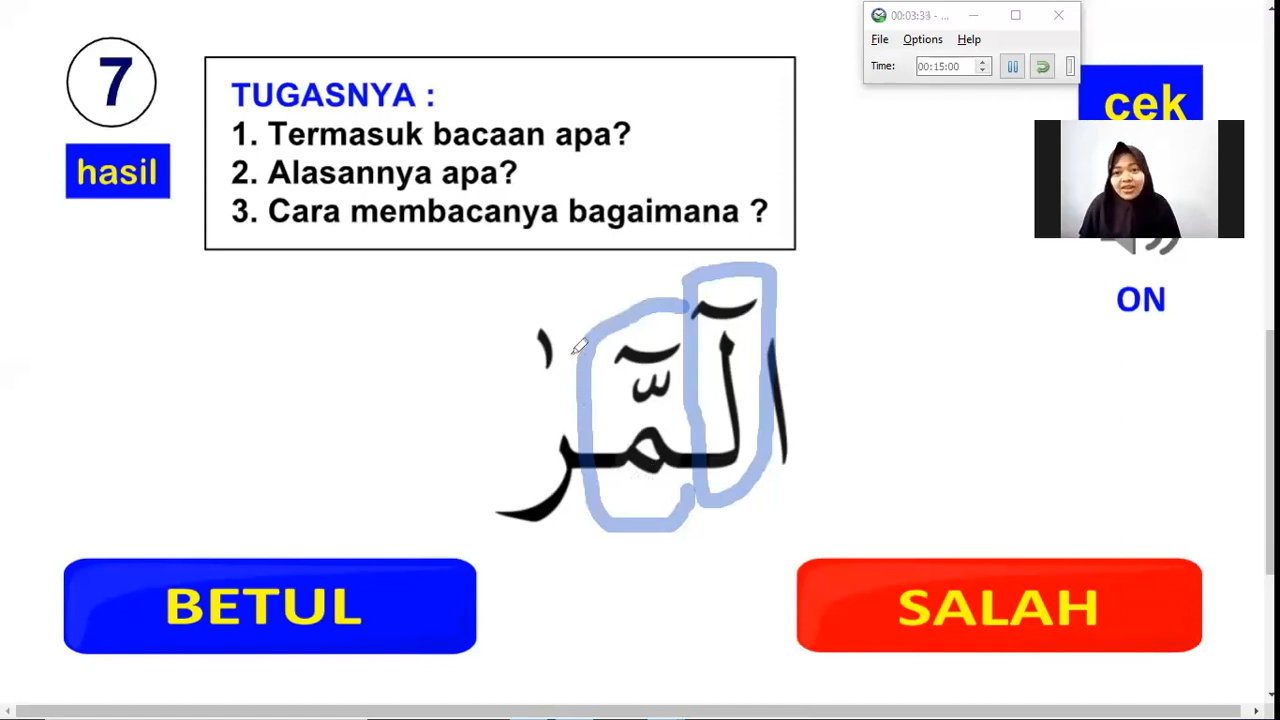 00:03:33 - ...
File Options Help
Time: 00:15:00
7
hasil
TUGASNYA :
1. Termasuk bacaan apa?
2. Alasannya apa?
3. Cara membacanya bagaimana ?
cek
ON
الٓمّٓرٰ
BETUL
SALAH